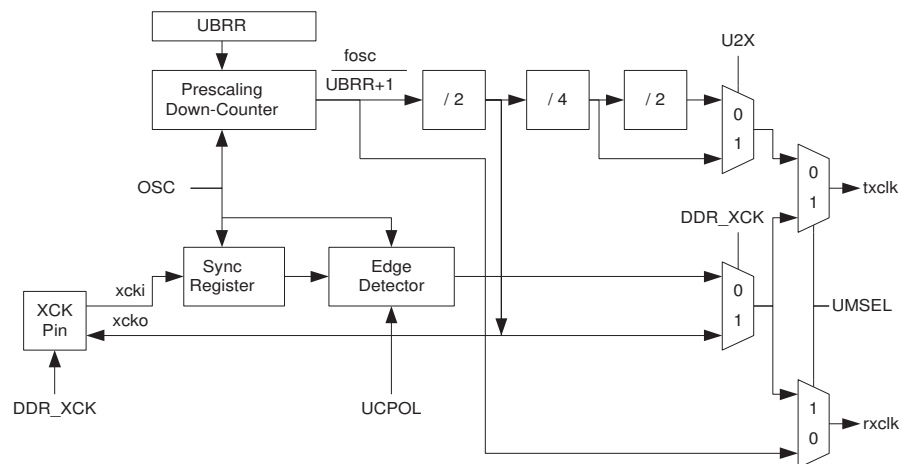 UBRR
fosc
U2X
Prescaling
Down-Counter
UBRR+1
/ 2
/ 4
/ 2
0
1
OSC
0
1
txclk
DDR_XCK
Sync
Register
Edge
Detector
0
1
xcki
XCK
Pin
xcko
UMSEL
DDR_XCK
UCPOL
1
0
rxclk